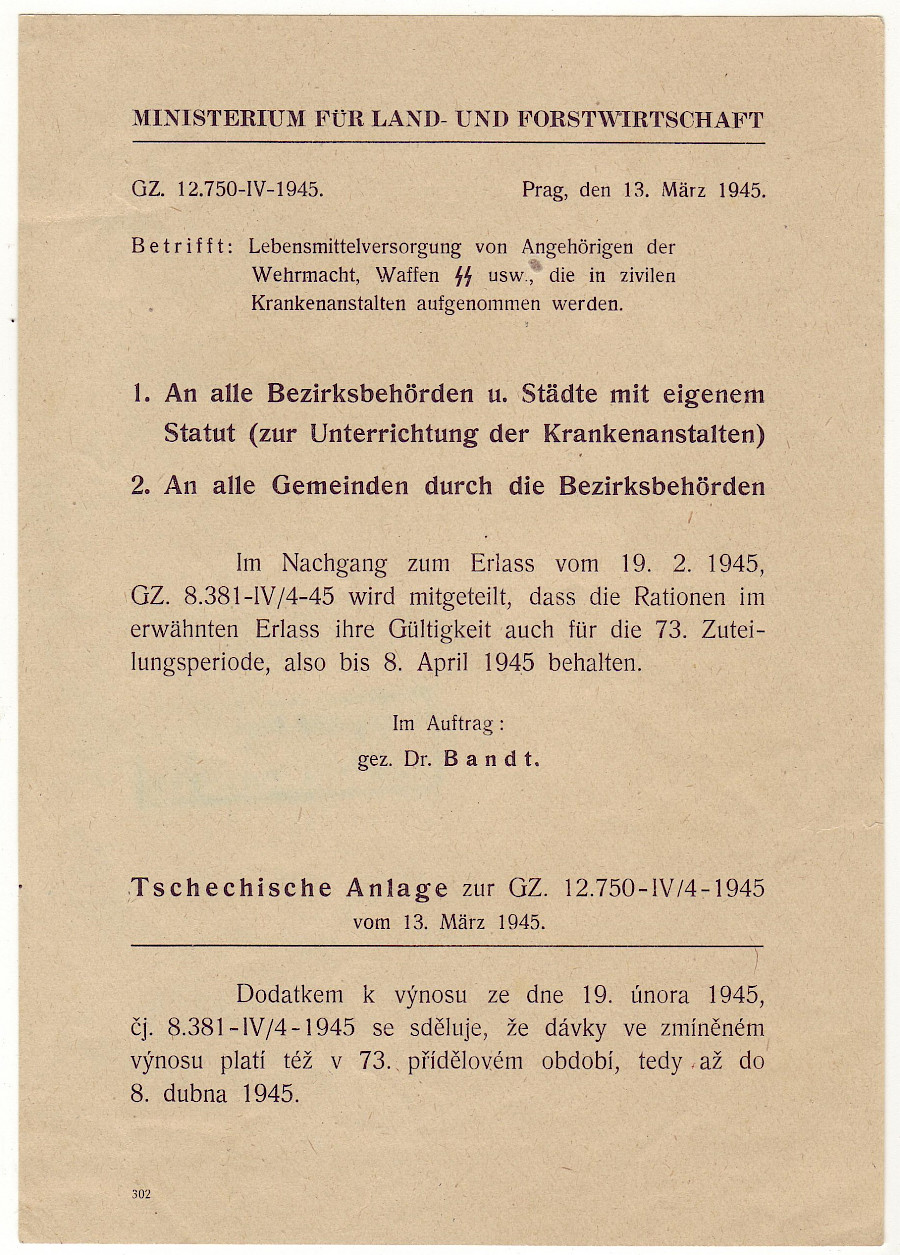 MINISTERIUM FÜR LAND- UND FORSTWIRTSCHAFT
GZ. 12.750-IV-1945. Prag, den 13. März 1945.
Betrifft: Lebensmittelversorgung von Angehörigen der
Wehrmacht, Waffen ᛋᛋ usw., die in zivilen
Krankenanstalten aufgenommen werden.
1. An alle Bezirksbehörden u. Städte mit eigenem
Statut (zur Unterrichtung der Krankenanstalten)
2. An alle Gemeinden durch die Bezirksbehörden
Im Nachgang zum Erlass vom 19. 2. 1945,
GZ. 8.381-IV/4-45 wird mitgeteilt, dass die Rationen im
erwähnten Erlass ihre Gültigkeit auch für die 73. Zutei-
lungsperiode, also bis 8. April 1945 behalten.
Im Auftrag:
gez. Dr. Bandt.
Tschechische Anlage zur GZ. 12.750-IV/4-1945
vom 13. März 1945.
Dodatkem k výnosu ze dne 19. února 1945,
čj. 8.381-IV/4-1945 se sděluje, že dávky ve zmíněném
výnosu platí též v 73. přídělovém období, tedy až do
8. dubna 1945.
302